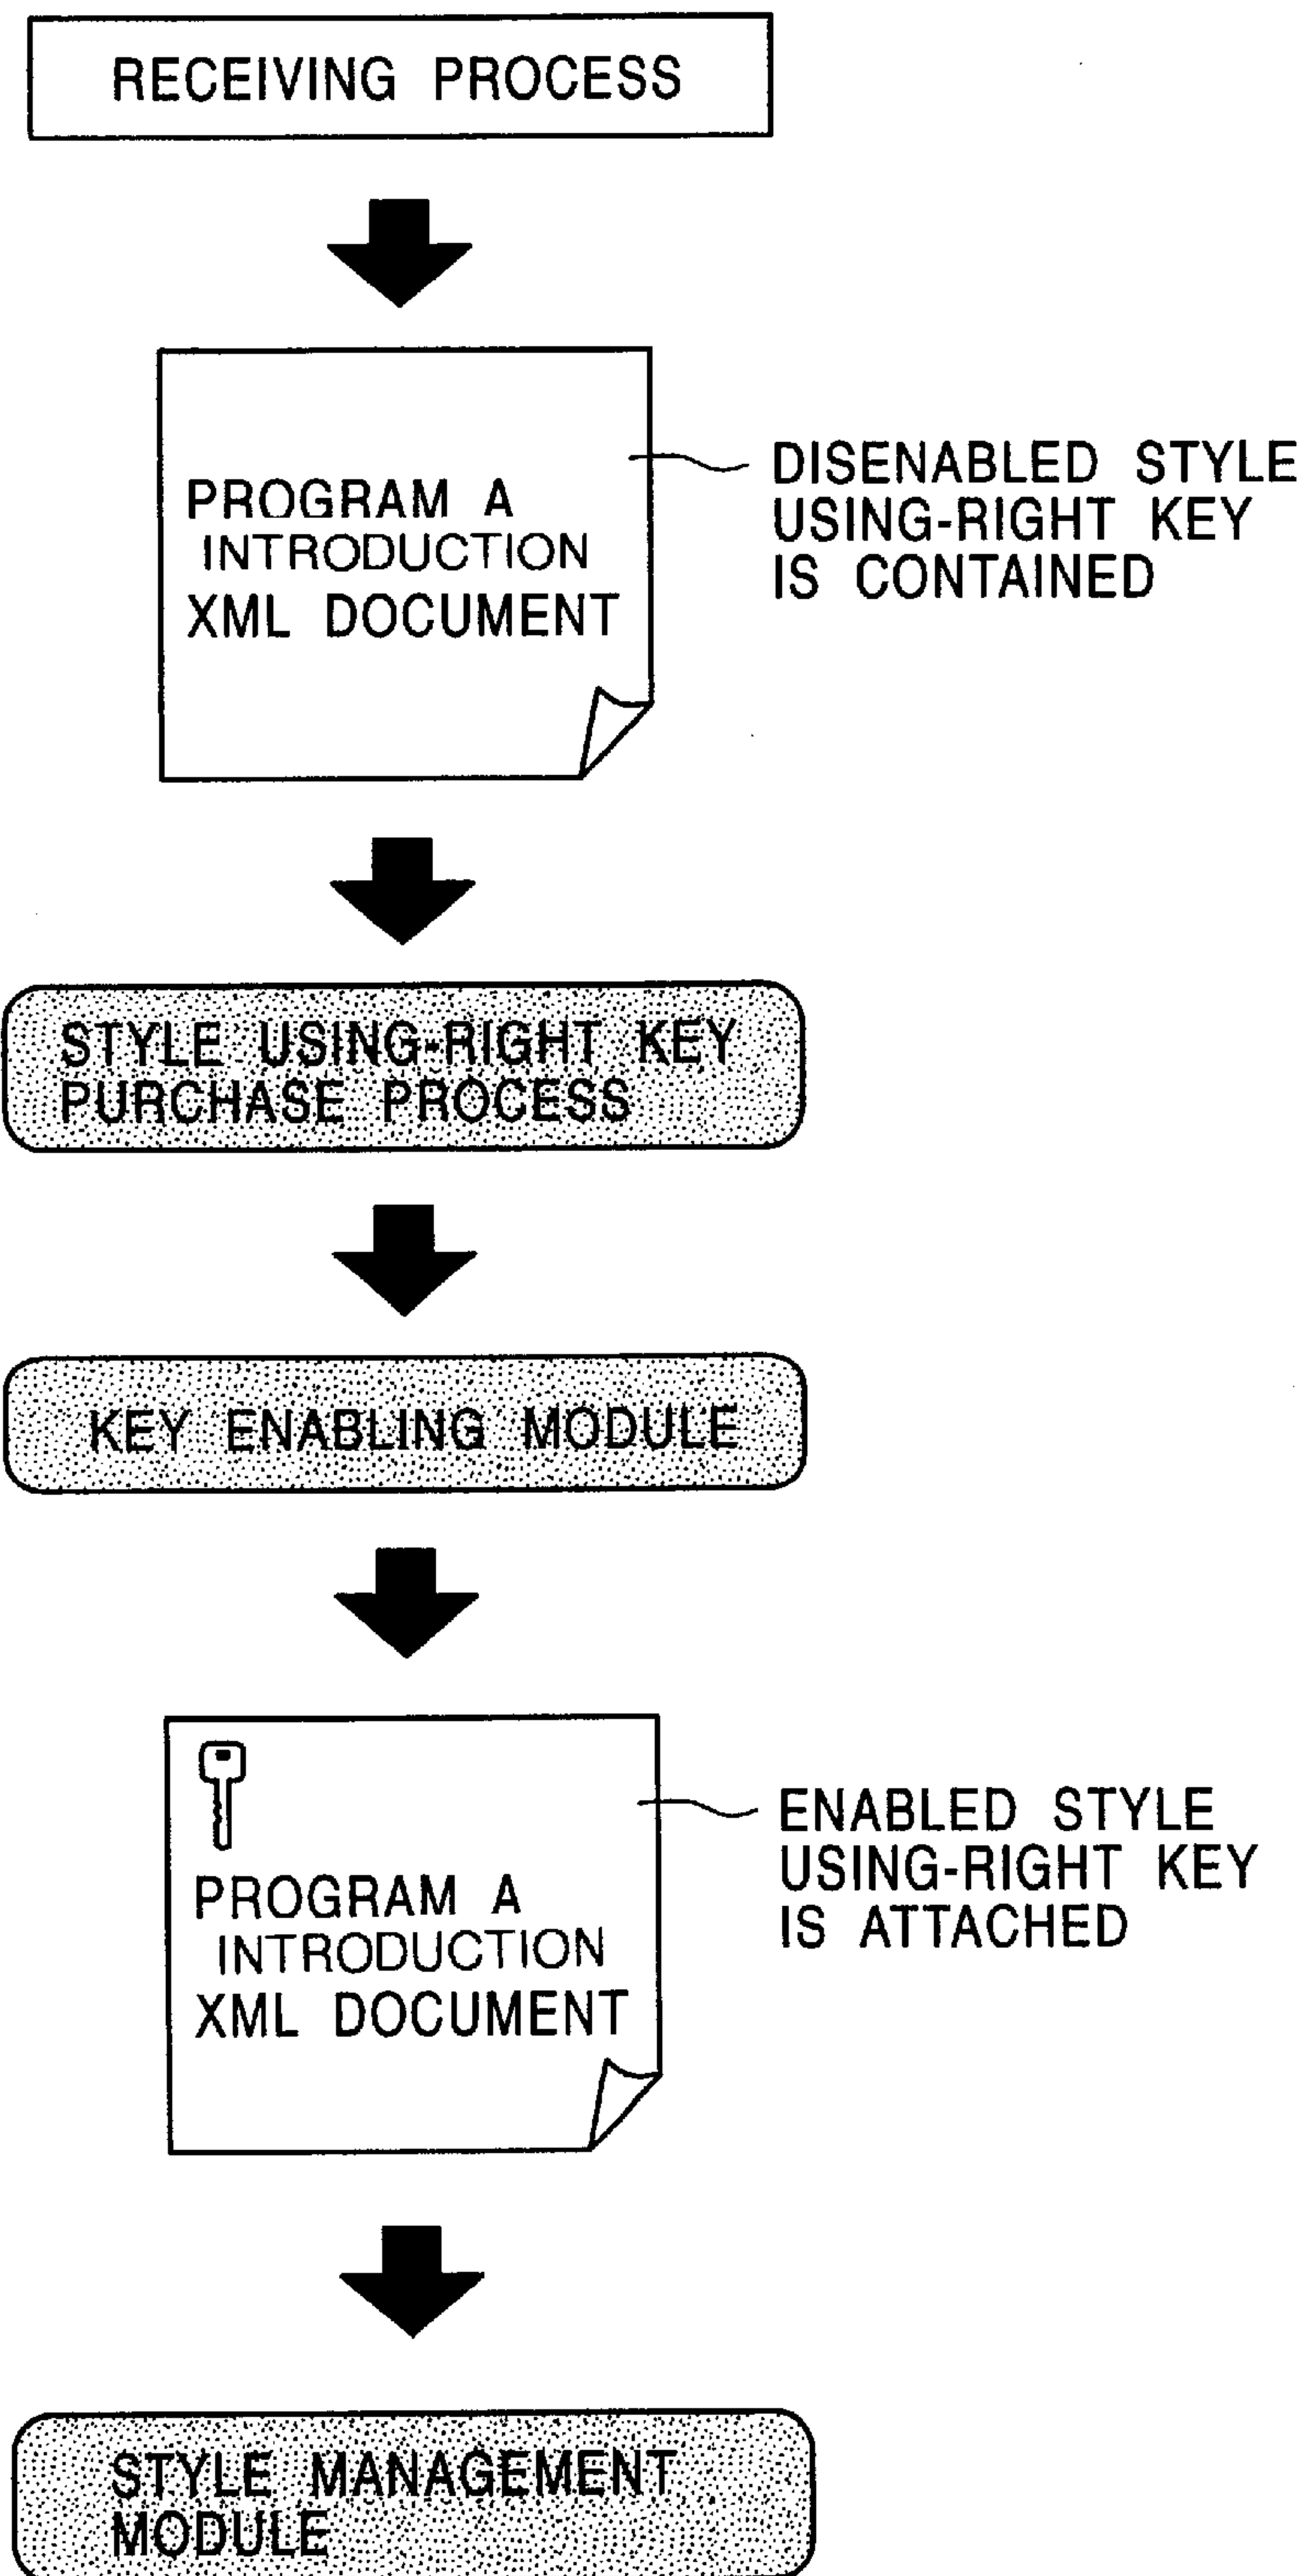 RECEIVING PROCESS
PROGRAM A
INTRODUCTION
XML DOCUMENT
DISENABLED STYLE
USING-RIGHT KEY
IS CONTAINED
STYLE USING-RIGHT KEY
PURCHASE PROCESS
KEY ENABLING MODULE
PROGRAM A
INTRODUCTION
XML DOCUMENT
ENABLED STYLE
USING-RIGHT KEY
IS ATTACHED
STYLE MANAGEMENT
MODULE